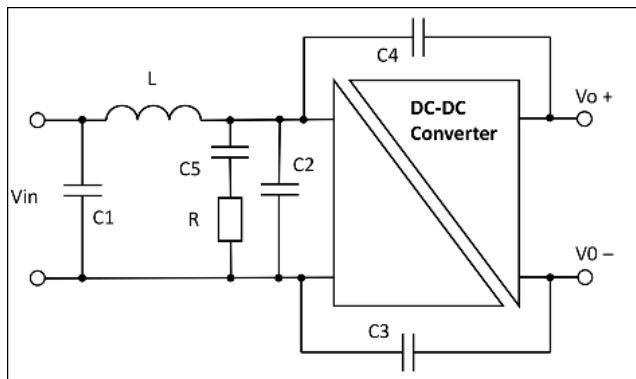 C4
L
DC-DC
Converter
Vo +
C5
C2
Vin
C1
R
V0 –
C3